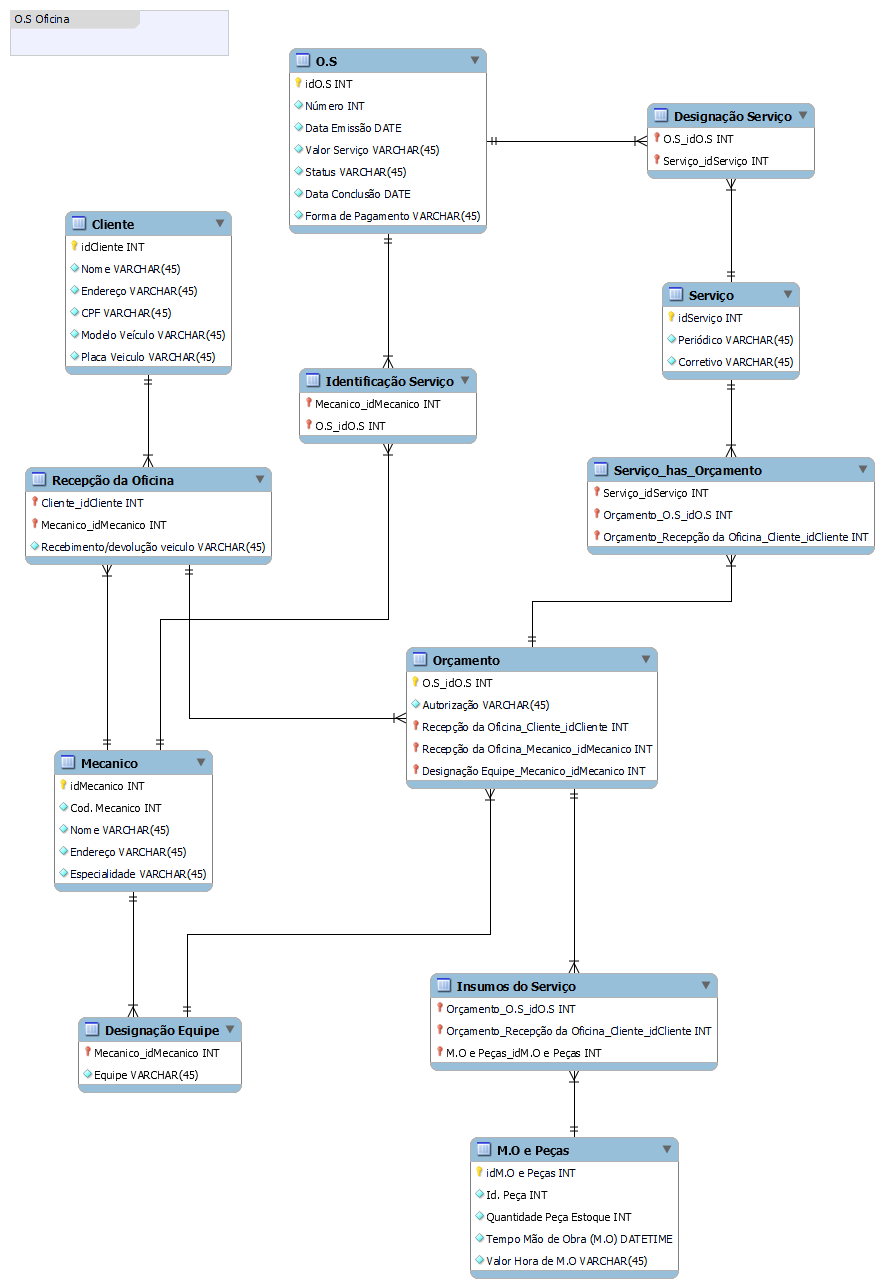 O.S Oficina
O.S
idO.S INT
Número INT
Data Emissão DATE
Valor Serviço VARCHAR(45)
Status VARCHAR(45)
Data Conclusão DATE
Forma de Pagamento VARCHAR(45)
Designação Serviço
O.S_idO.S INT
Serviço_idServiço INT
Cliente
idCliente INT
Nome VARCHAR(45)
Endereço VARCHAR(45)
CPF VARCHAR(45)
Modelo Veículo VARCHAR(45)
Placa Veiculo VARCHAR(45)
Serviço
idServiço INT
Periódico VARCHAR(45)
Corretivo VARCHAR(45)
Identificação Serviço
Mecanico_idMecanico INT
O.S_idO.S INT
Recepção da Oficina
Cliente_idCliente INT
Mecanico_idMecanico INT
Recebimento/devolução veiculo VARCHAR(45)
Serviço_has_Orçamento
Serviço_idServiço INT
Orçamento_O.S_idO.S INT
Orçamento_Recepção da Oficina_Cliente_idCliente INT
Orçamento
O.S_idO.S INT
Autorização VARCHAR(45)
Recepção da Oficina_Cliente_idCliente INT
Recepção da Oficina_Mecanico_idMecanico INT
Designação Equipe_Mecanico_idMecanico INT
Mecanico
idMecanico INT
Cod. Mecanico INT
Nome VARCHAR(45)
Endereço VARCHAR(45)
Especialidade VARCHAR(45)
Insumos do Serviço
Orçamento_O.S_idO.S INT
Orçamento_Recepção da Oficina_Cliente_idCliente INT
M.O e Peças_idM.O e Peças INT
Designação Equipe
Mecanico_idMecanico INT
Equipe VARCHAR(45)
M.O e Peças
idM.O e Peças INT
Id. Peça INT
Quantidade Peça Estoque INT
Tempo Mão de Obra (M.O) DATETIME
Valor Hora de M.O VARCHAR(45)